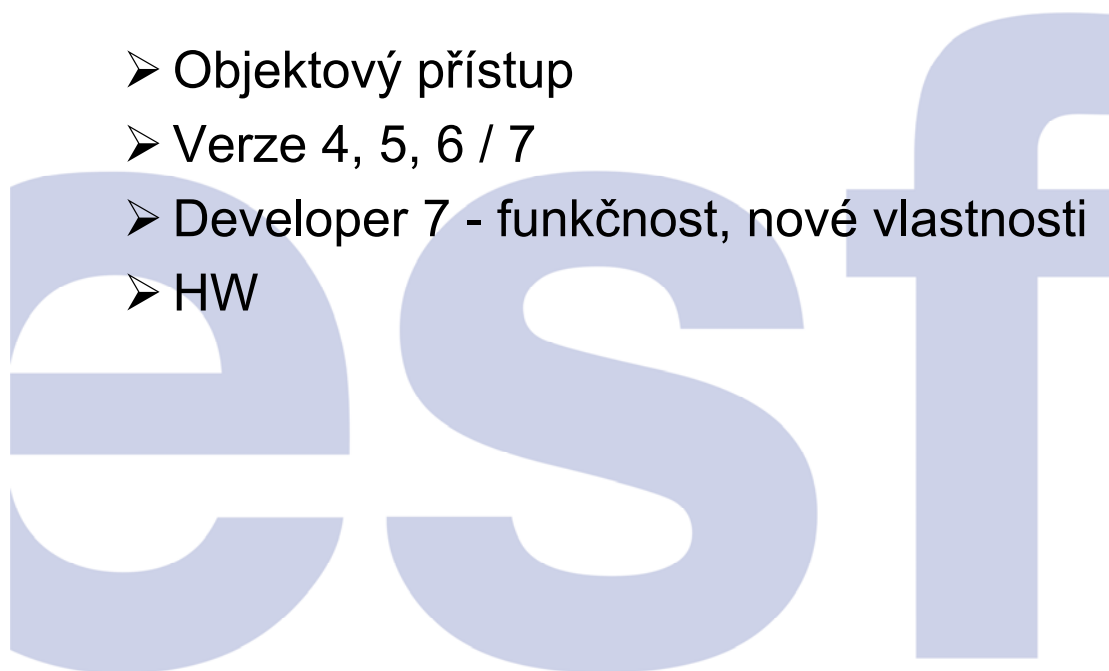 ➢ Objektový přístup
➢ Verze 4, 5, 6 / 7
➢ Developer 7 - funkčnost, nové vlastnosti
➢ HW
esf